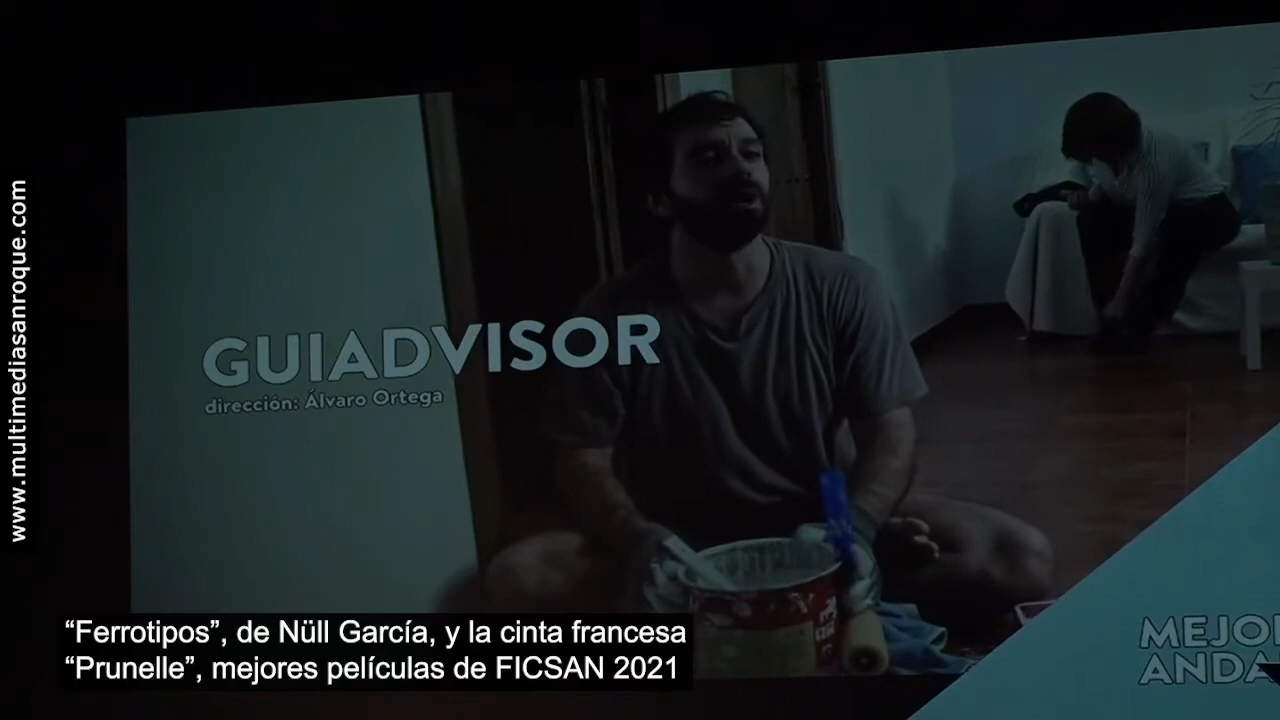 www.multimediasanroque.com
GUIADVISOR
dirección: Álvaro Ortega
“Ferrotipos”, de Nüll García, y la cinta francesa
“Prunelle”, mejores películas de FICSAN 2021